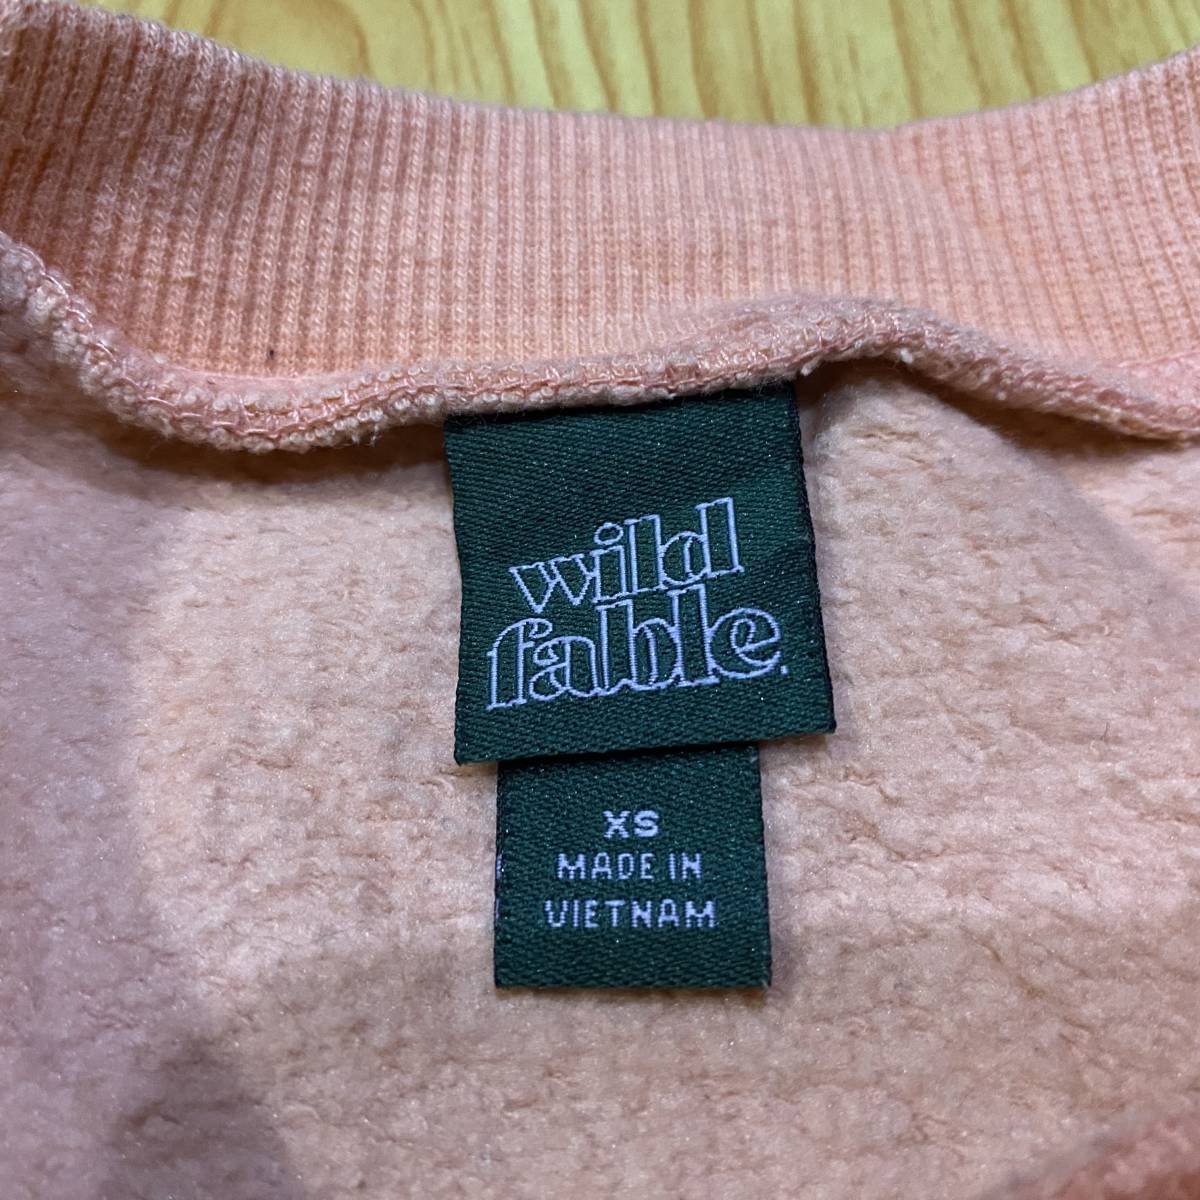 wild
fable.
XS
MADE IN
VIETNAM